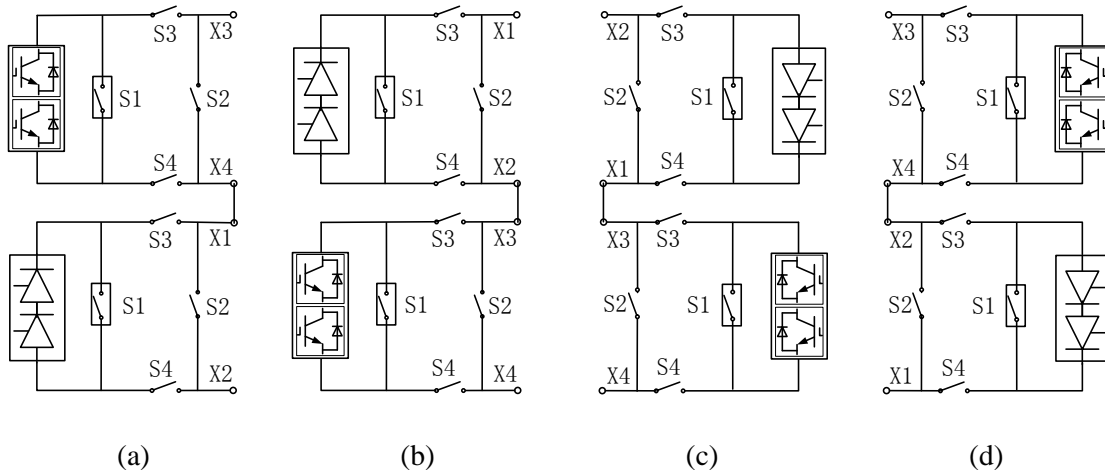 S3 X3 S3 X1 X2 S3 X3 S3
S1 S2 S1 S2 S2 S1 S2 S1
S4 X4 S4 X2 X1 S4 X4 S4
S3 X1 S3 X3 X3 S3 X2 S3
S1 S2 S1 S2 S2 S1 S2 S1
S4 X2 S4 X4 X4 S4 X1 S4
(a) (b) (c) (d)